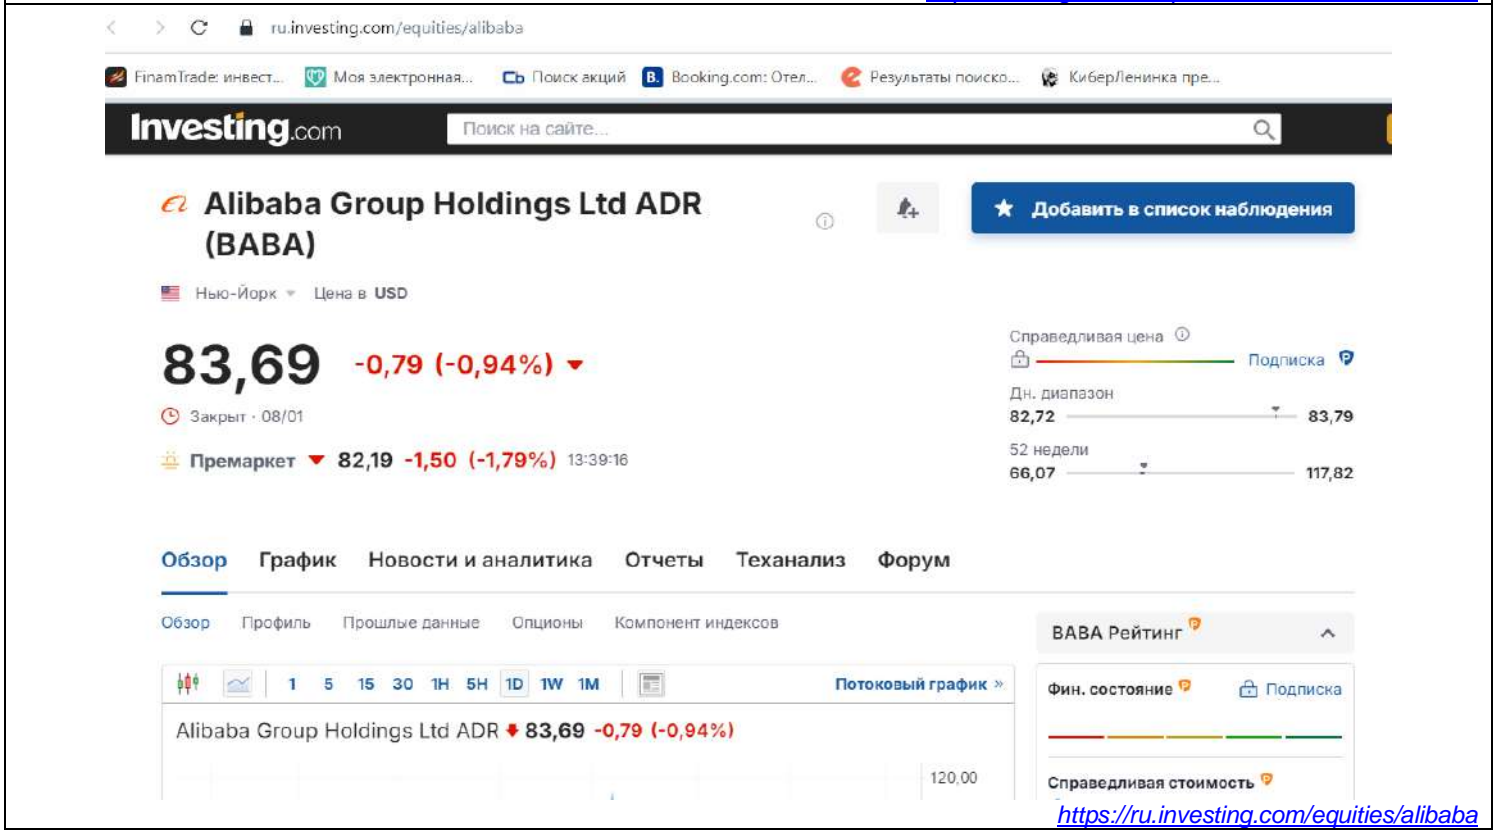 ru.investing.com/equities/alibaba
FinamTrade: инвест... Моя электронная... Сb Поиск акций B. Booking.com: Отел... Результаты поиско... КиберЛенинка пре...
Investing.com Поиск на сайте...
Alibaba Group Holdings Ltd ADR
(BABA)
Добавить в список наблюдения
Нью-Йорк Цена в USD
83,69 -0,79 (-0,94%)
Закрыт · 08/01
Премаркет 82,19 -1,50 (-1,79%) 13:39:16
Справедливая цена
Подписка
Дн. диапазон
82,72 83,79
52 недели
66,07 117,82
Обзор График Новости и аналитика Отчеты Теханализ Форум
Обзор Профиль Прошлые данные Опционы Компонент индексов
1 5 15 30 1H 5H 1D 1W 1M Потоковый график »
Alibaba Group Holdings Ltd ADR 83,69 -0,79 (-0,94%)
120,00
BABA Рейтинг
Фин. состояние Подписка
Справедливая стоимость
https://ru.investing.com/equities/alibaba